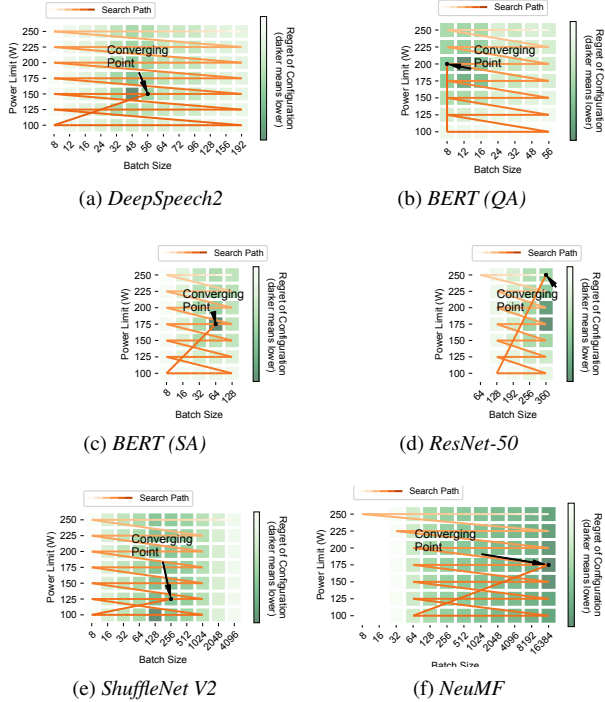 Search Path
Power Limit (W)
250
225
200
175
150
125
100
Converging
Point
8 12 16 24 32 48 56 64 72 96 128 156 192
Batch Size
Regret of Configuration
(darker means lower)
(a) DeepSpeech2
Search Path
Power Limit (W)
250
225
200
175
150
125
100
Converging
Point
8 12 16 24 32 48 56
Batch Size
Regret of Configuration
(darker means lower)
(b) BERT (QA)
Search Path
Power Limit (W)
250
225
200
175
150
125
100
Converging
Point
8 16 32 64 128
Batch Size
Regret of Configuration
(darker means lower)
(c) BERT (SA)
Search Path
Power Limit (W)
250
225
200
175
150
125
100
Converging
Point
64 128 192 256 360
Batch Size
Regret of Configuration
(darker means lower)
(d) ResNet-50
Search Path
Power Limit (W)
250
225
200
175
150
125
100
Converging
Point
8 16 32 64 128 256 512 1024 2048 4096
Batch Size
Regret of Configuration
(darker means lower)
(e) ShuffleNet V2
Search Path
Power Limit (W)
250
225
200
175
150
125
100
Converging
Point
8 16 32 64 128 256 512 1024 2048 4096 8192 16384
Batch Size
Regret of Configuration
(darker means lower)
(f) NeuMF